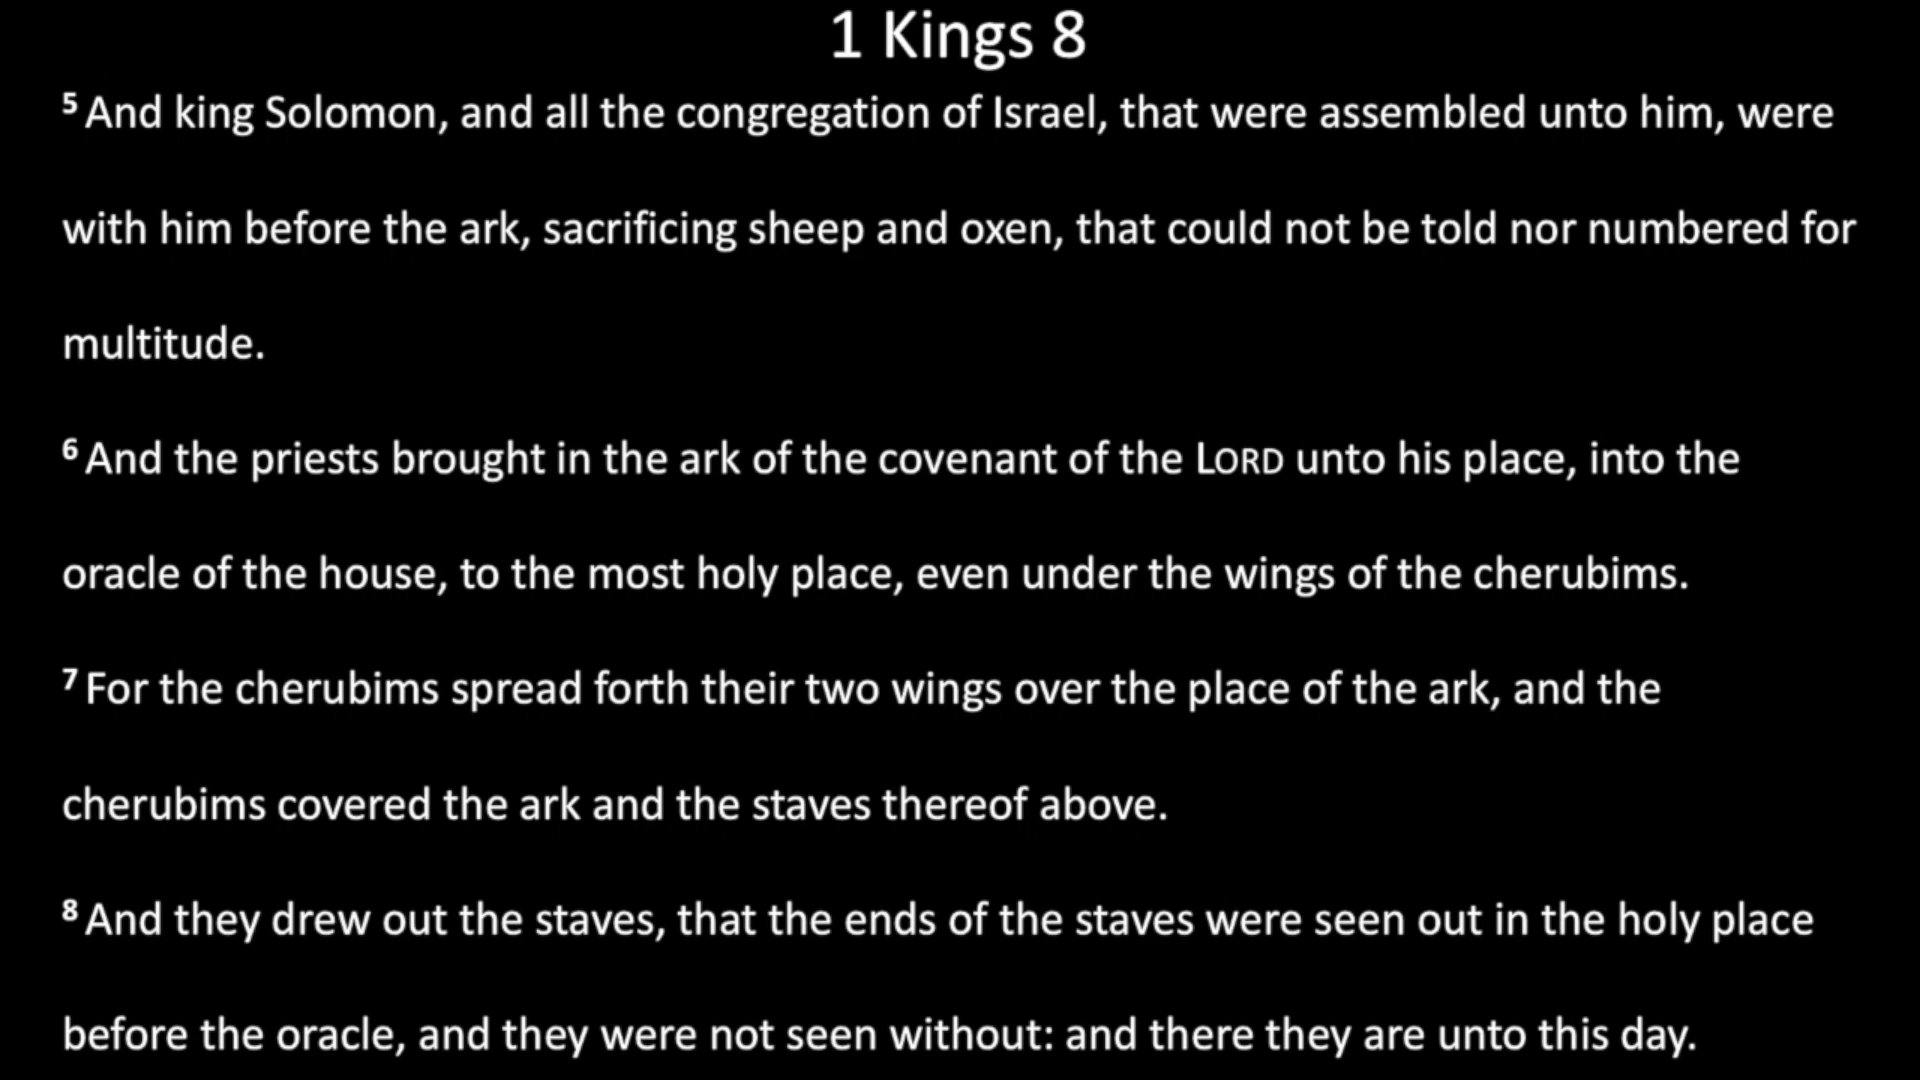 1 Kings 8
5 And king Solomon, and all the congregation of Israel, that were assembled unto him, were
with him before the ark, sacrificing sheep and oxen, that could not be told nor numbered for
multitude.
6 And the priests brought in the ark of the covenant of the LORD unto his place, into the
oracle of the house, to the most holy place, even under the wings of the cherubims.
7 For the cherubims spread forth their two wings over the place of the ark, and the
cherubims covered the ark and the staves thereof above.
8 And they drew out the staves, that the ends of the staves were seen out in the holy place
before the oracle, and they were not seen without: and there they are unto this day.